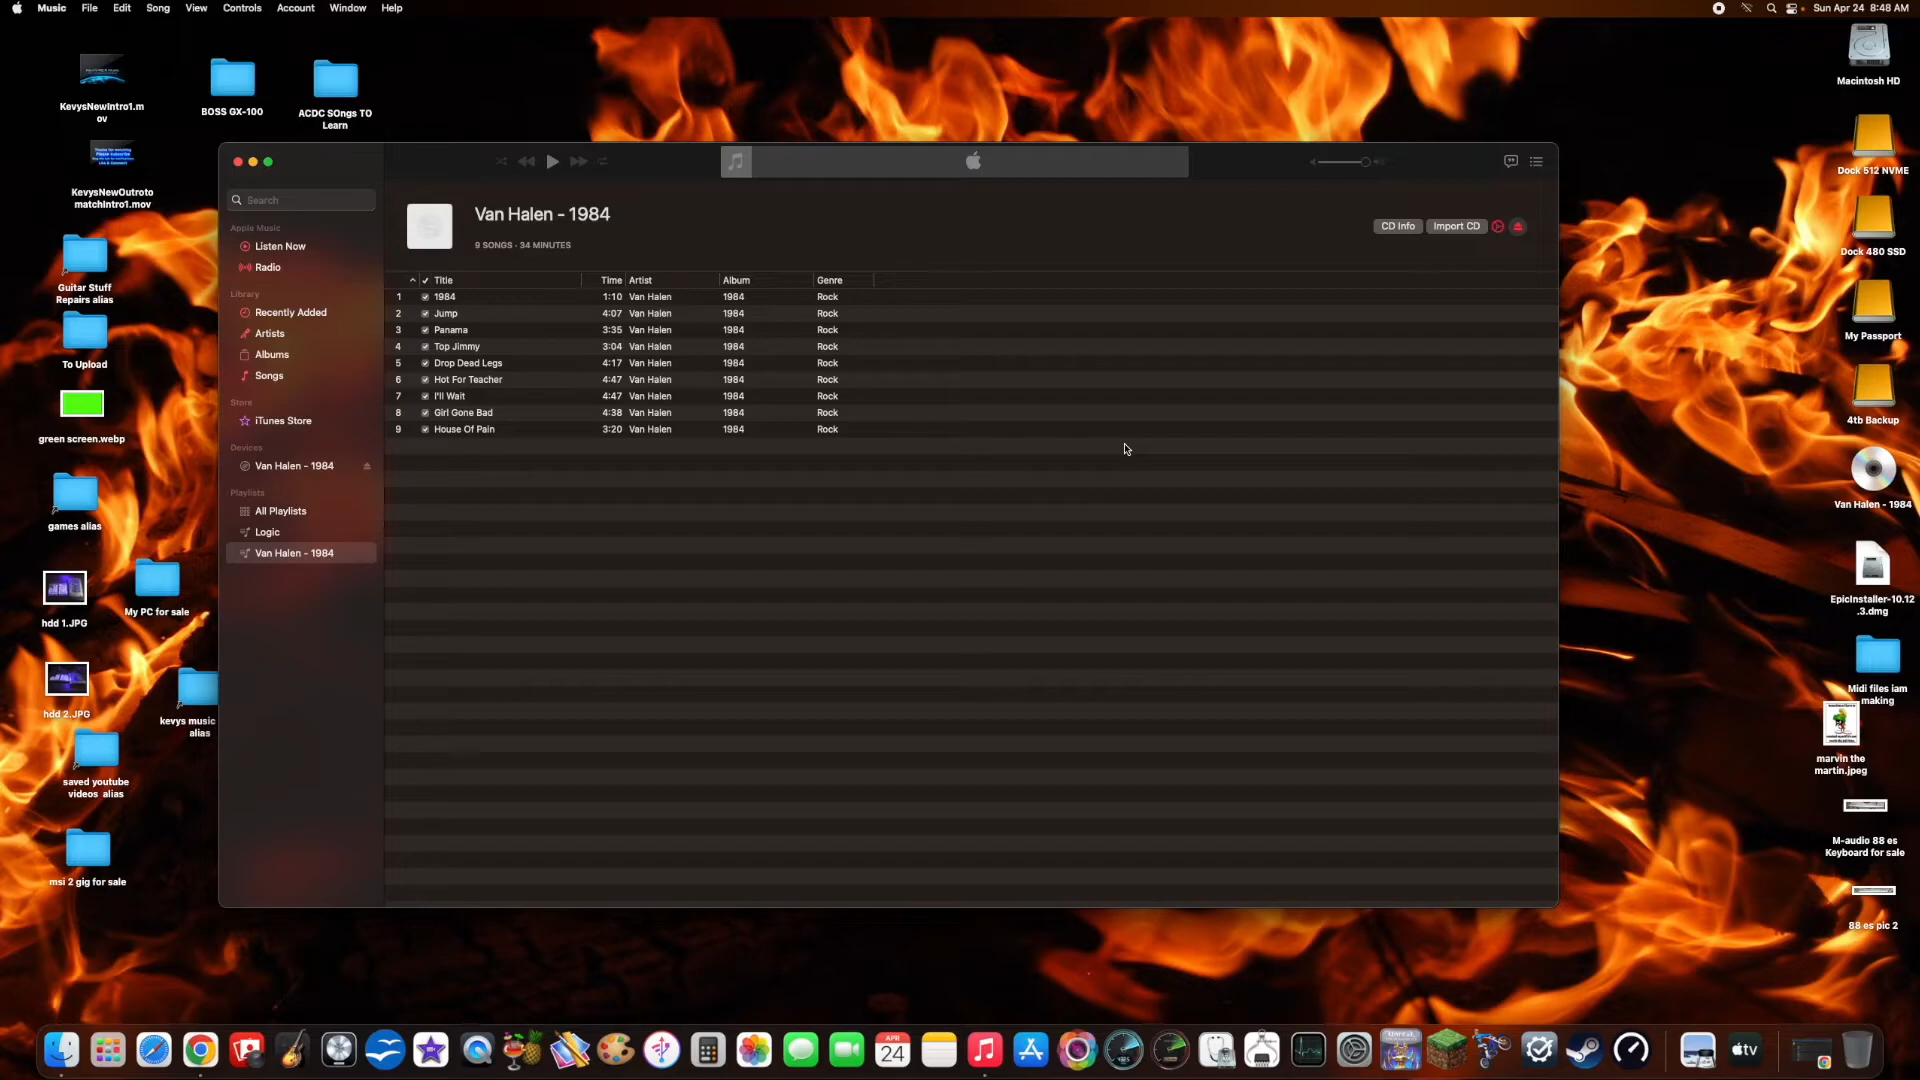 Music File Edit Song View Controls Account Window Help
Sun Apr 24 8:48 AM
KevysNewIntro1.m
ov
BOSS GX-100
ACDC SOngs TO
Learn
KevysNewOutroto
matchIntro1.mov
Guitar Stuff
Repairs alias
To Upload
green screen.webp
games alias
hdd 1.JPG
My PC for sale
hdd 2.JPG
kevys music
alias
saved youtube
videos alias
msi 2 gig for sale
Search
Apple Music
Listen Now
Radio
Library
Recently Added
Artists
Albums
Songs
Store
iTunes Store
Devices
Van Halen - 1984
Playlists
All Playlists
Logic
Van Halen - 1984
Van Halen - 1984
9 SONGS · 34 MINUTES
CD Info Import CD
Title Time Artist Album Genre
1 1984 1:10 Van Halen 1984 Rock
2 Jump 4:07 Van Halen 1984 Rock
3 Panama 3:35 Van Halen 1984 Rock
4 Top Jimmy 3:04 Van Halen 1984 Rock
5 Drop Dead Legs 4:17 Van Halen 1984 Rock
6 Hot For Teacher 4:47 Van Halen 1984 Rock
7 I'll Wait 4:47 Van Halen 1984 Rock
8 Girl Gone Bad 4:38 Van Halen 1984 Rock
9 House Of Pain 3:20 Van Halen 1984 Rock
Macintosh HD
Dock 512 NVME
Dock 480 SSD
My Passport
4tb Backup
Van Halen - 1984
EpicInstaller-10.12
.3.dmg
Midi files iam
making
marvin the
martin.jpeg
M-audio 88 es
Keyboard for sale
88 es pic 2
APR
24
tv